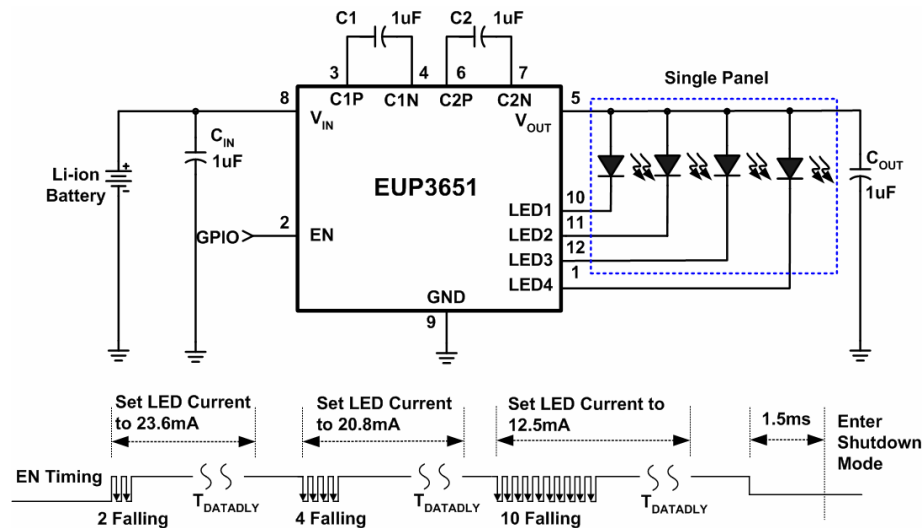 C1 1uF C2 1uF
3 4 6 7
C1P C1N C2P C2N
Single Panel
8 5
VIN VOUT
CIN
1uF
Li-ion
Battery
EUP3651
COUT
1uF
10
LED1
11
2
GPIO EN LED2
12
LED3
1
LED4
GND
9
Set LED Current
to 23.6mA
Set LED Current
to 20.8mA
Set LED Current to
12.5mA
1.5ms
Enter
Shutdown
Mode
EN Timing
TDATADLY TDATADLY TDATADLY
2 Falling 4 Falling 10 Falling